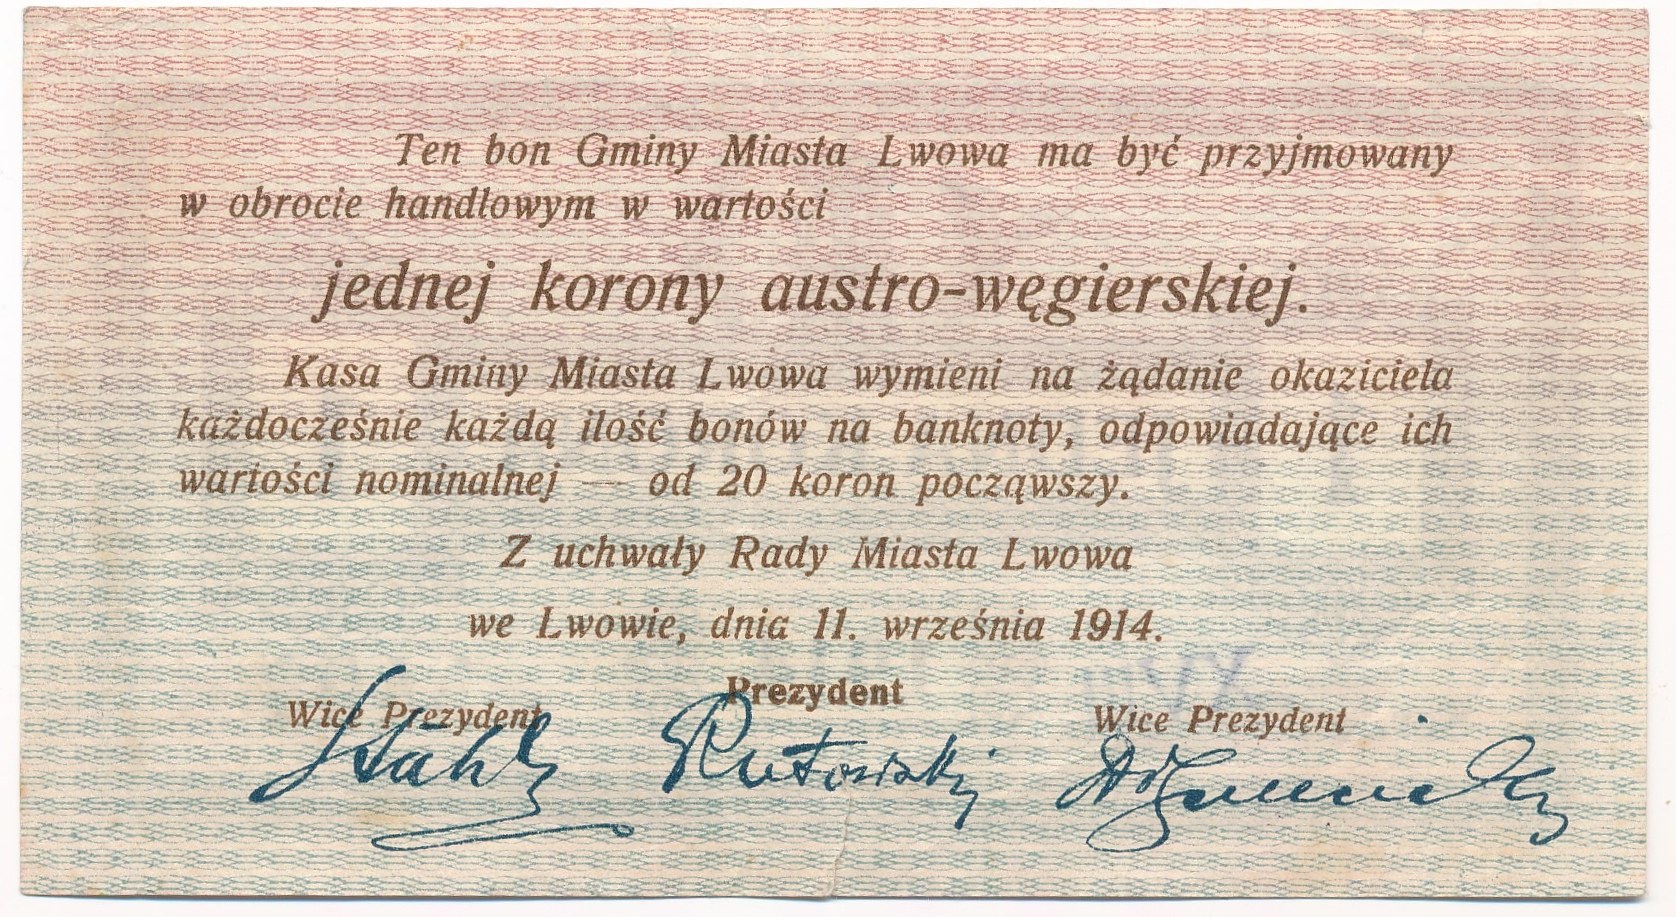 Ten bon Gminy Miasta Lwowa ma być przyjmowany
w obrocie handlowym w wartości
jednej korony austro-węgierskiej.
Kasa Gminy Miasta Lwowa wymieni na żądanie okaziciela
każdocześnie każdą ilość bonów na banknoty, odpowiadające ich
wartości nominalnej — od 20 koron począwszy.
Z uchwały Rady Miasta Lwowa
we Lwowie, dnia 11. września 1914.
Prezydent
Wice Prezydent Wice Prezydent
Stahl Rutowski